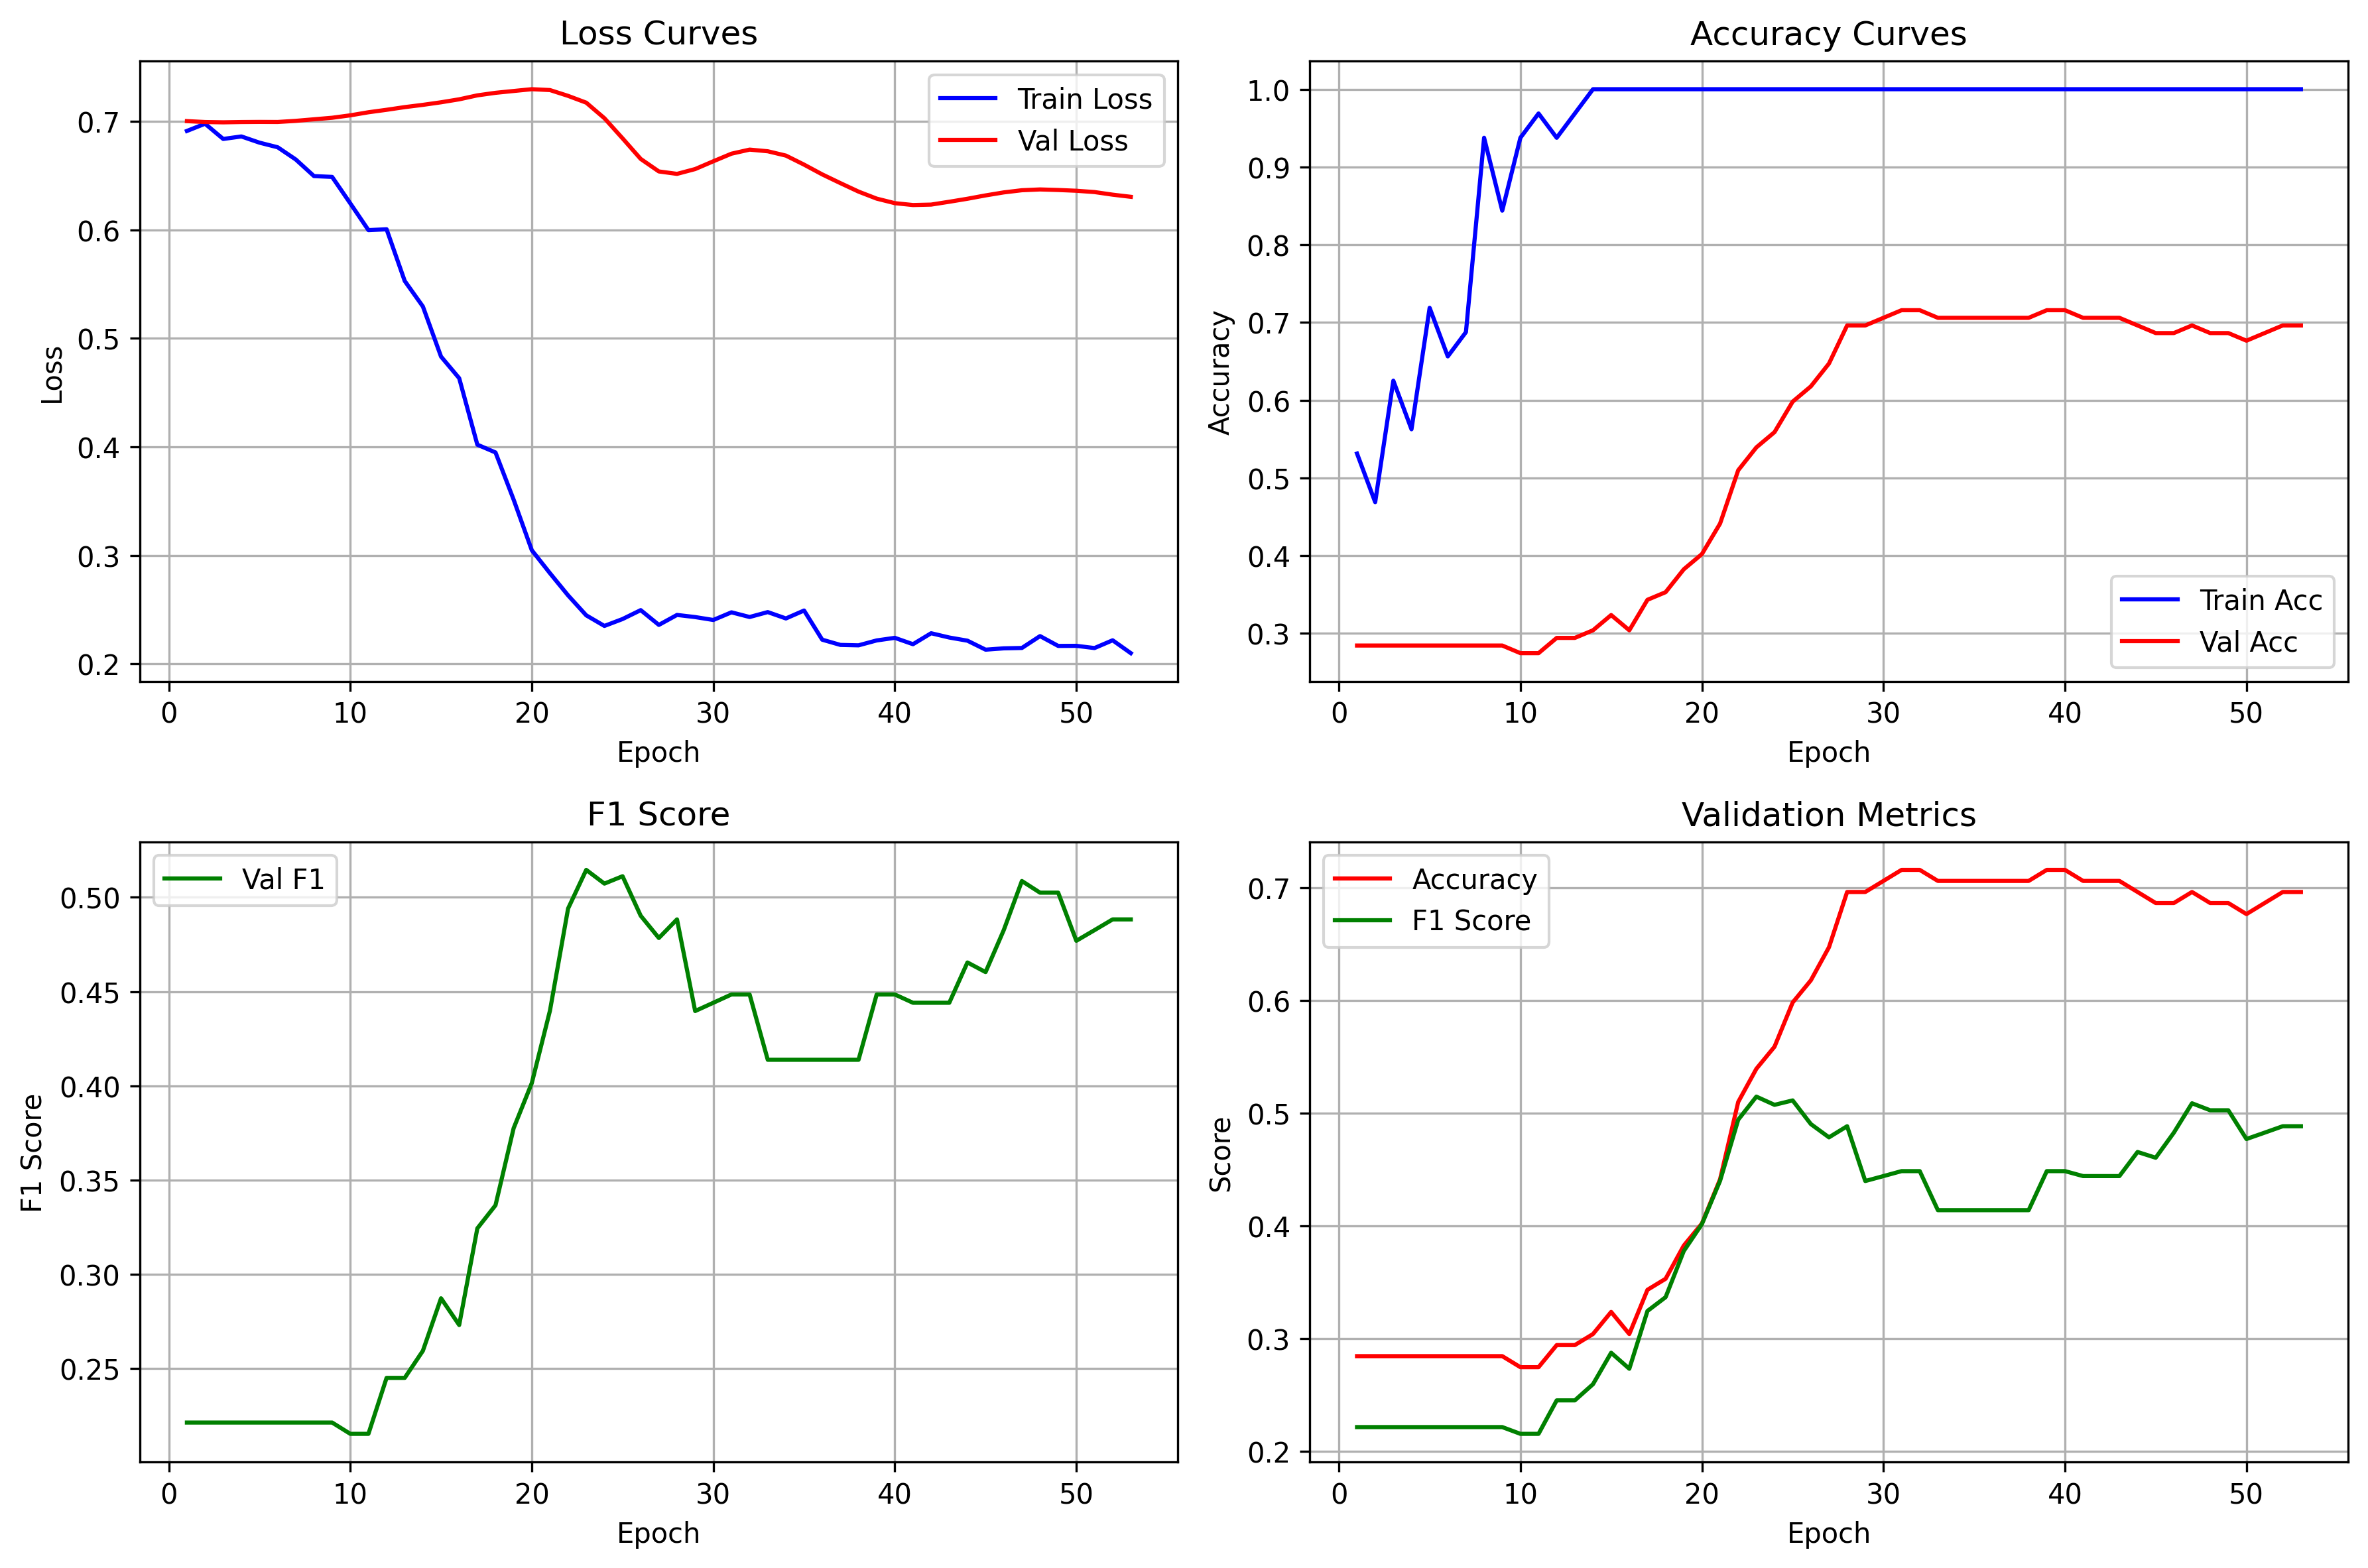 Loss Curves
Train Loss
Val Loss
0.7
0.6
0.5
0.4
0.3
0.2
Loss
0 10 20 30 40 50
Epoch
Accuracy Curves
1.0
0.9
0.8
0.7
0.6
0.5
0.4
0.3
Accuracy
Train Acc
Val Acc
0 10 20 30 40 50
Epoch
F1 Score
Val F1
0.50
0.45
0.40
0.35
0.30
0.25
F1 Score
0 10 20 30 40 50
Epoch
Validation Metrics
Accuracy
F1 Score
0.7
0.6
0.5
0.4
0.3
0.2
Score
0 10 20 30 40 50
Epoch